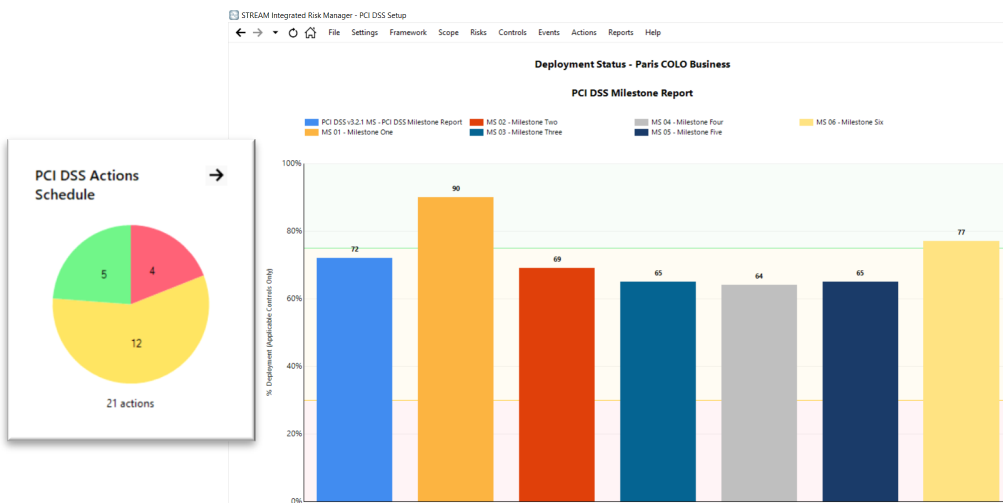 STREAM Integrated Risk Manager - PCI DSS Setup
File Settings Framework Scope Risks Controls Events Actions Reports Help
Deployment Status - Paris COLO Business
PCI DSS Milestone Report
PCI DSS v3.2.1 MS - PCI DSS Milestone Report
MS 02 - Milestone Two
MS 04 - Milestone Four
MS 06 - Milestone Six
MS 01 - Milestone One
MS 03 - Milestone Three
MS 05 - Milestone Five
PCI DSS Actions
Schedule
5
4
12
21 actions
% Deployment (Applicable Controls Only)
100%
80%
60%
40%
20%
0%
72
90
69
65
64
65
77